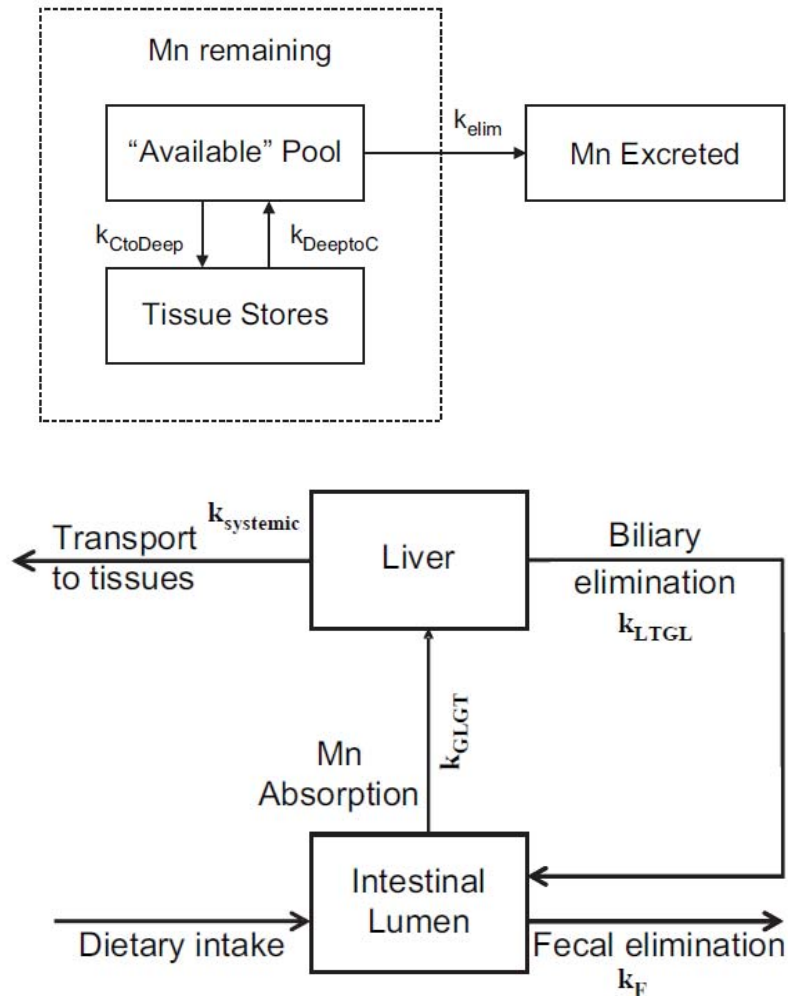 Mn remaining
“Available” Pool
k_elim
Mn Excreted
k_CtoDeep
k_DeeptoC
Tissue Stores
k_systemic
Transport
to tissues
Liver
Biliary
elimination
k_LTGL
k_GLGT
Mn
Absorption
Intestinal
Lumen
Dietary intake
Fecal elimination
k_F